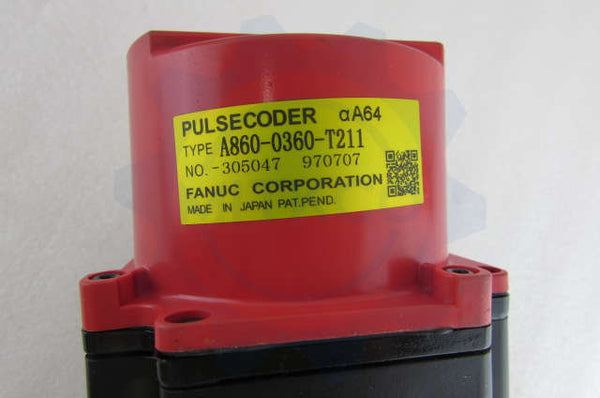 PULSECODER αA64
TYPE A860-0360-T211
NO.-305047 970707
FANUC CORPORATION
MADE IN JAPAN PAT.PEND.